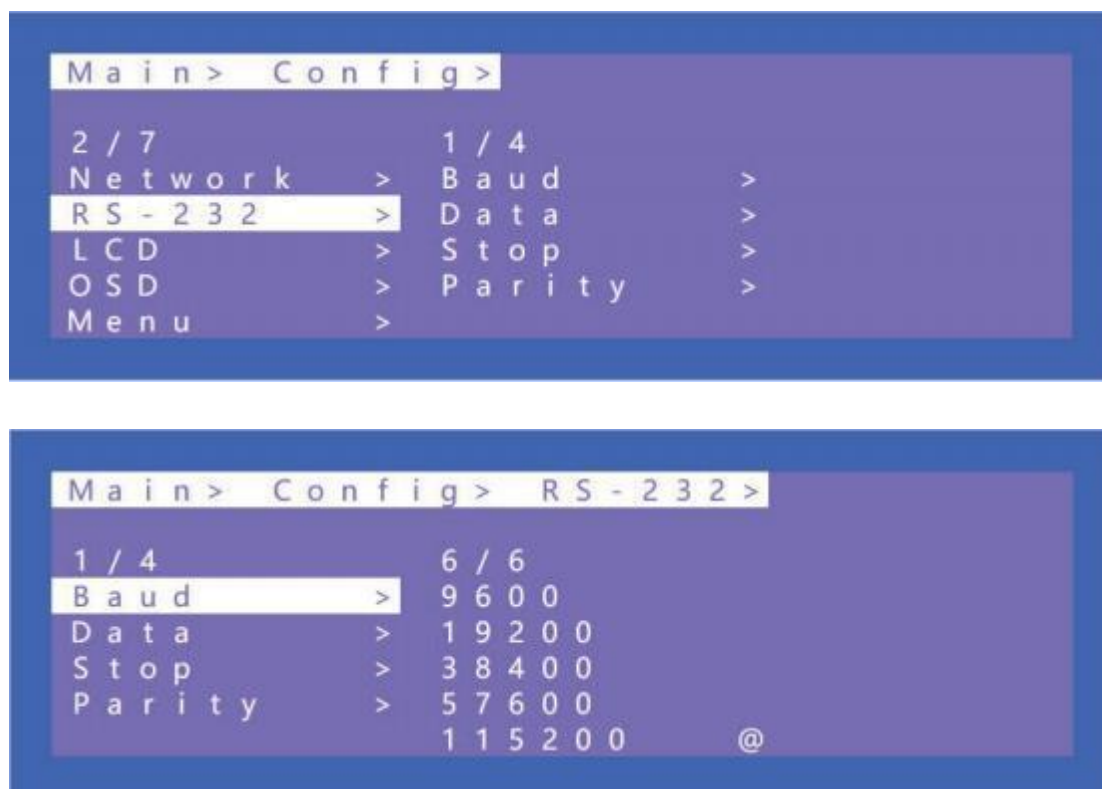 Main> Config>
2/7 1/4
Network > Baud >
RS-232 > Data >
LCD > Stop >
OSD > Parity >
Menu >
Main> Config> RS-232>
1/4 6/6
Baud > 9600
Data > 19200
Stop > 38400
Parity > 57600
115200 @